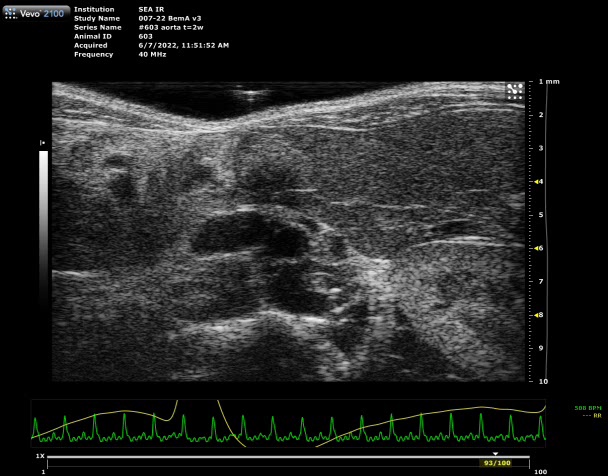 Vevo 2100
Institution SEA IR
Study Name 007-22 BemA v3
Series Name #603 aorta t=2w
Animal ID 603
Acquired 6/7/2022, 11:51:52 AM
Frequency 40 MHz
1 mm
2
3
4
5
6
7
8
9
10
508 BPM
--- RR
1X
93/100
1 100